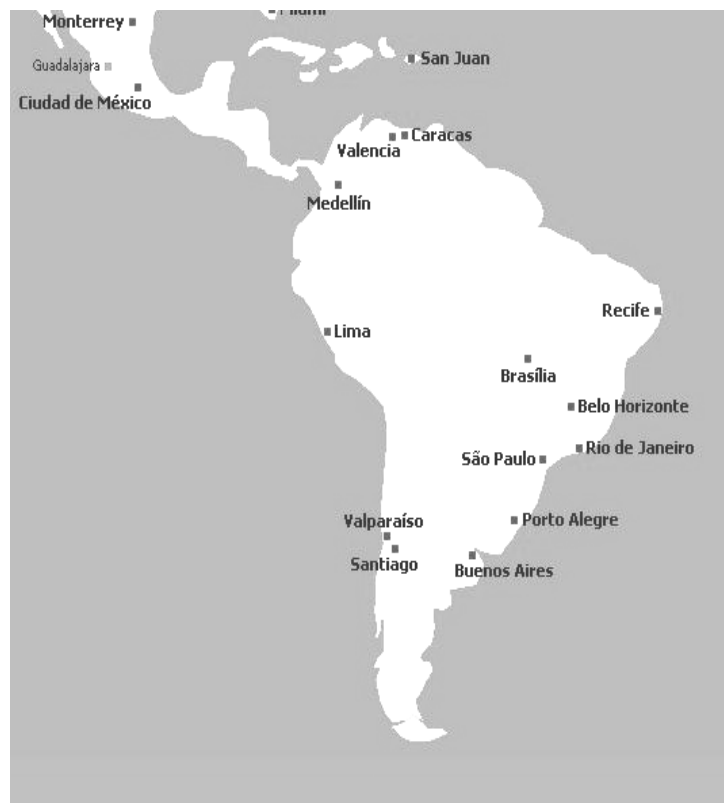 Miami
Monterrey
San Juan
Guadalajara
Ciudad de México
Caracas
Valencia
Medellín
Recife
Lima
Brasília
Belo Horizonte
Rio de Janeiro
São Paulo
Valparaíso
Porto Alegre
Santiago
Buenos Aires